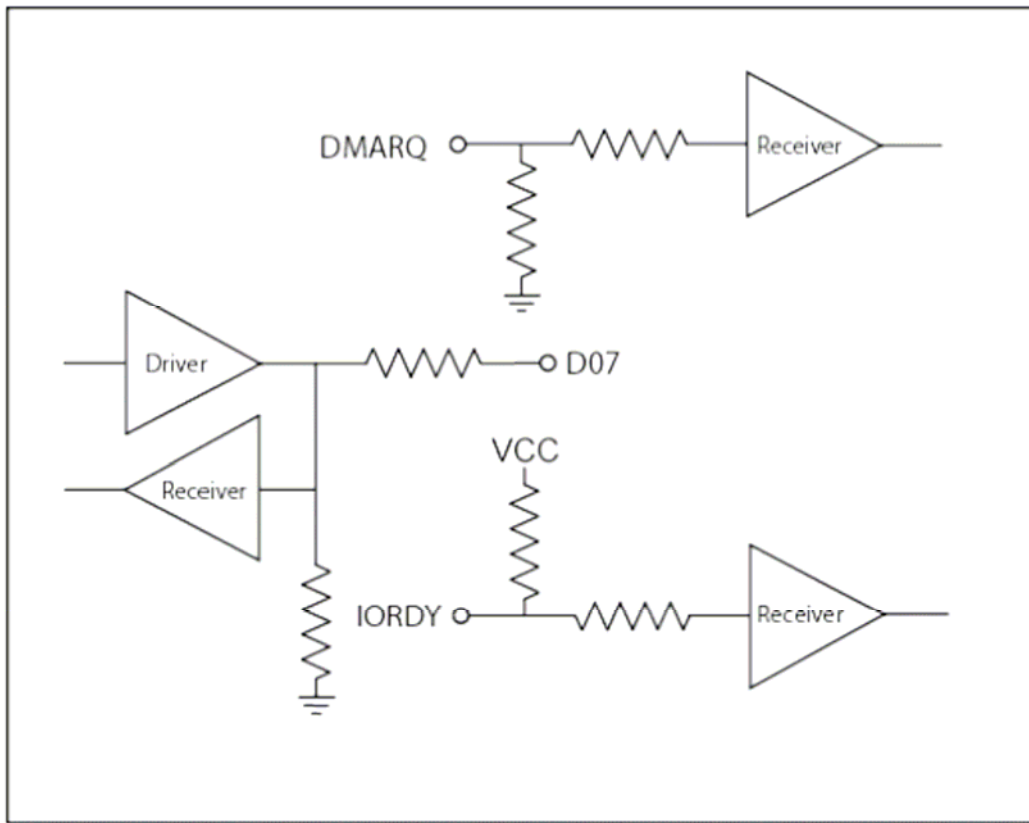 DMARQ
Receiver
Driver
D07
Receiver
VCC
IORDY
Receiver